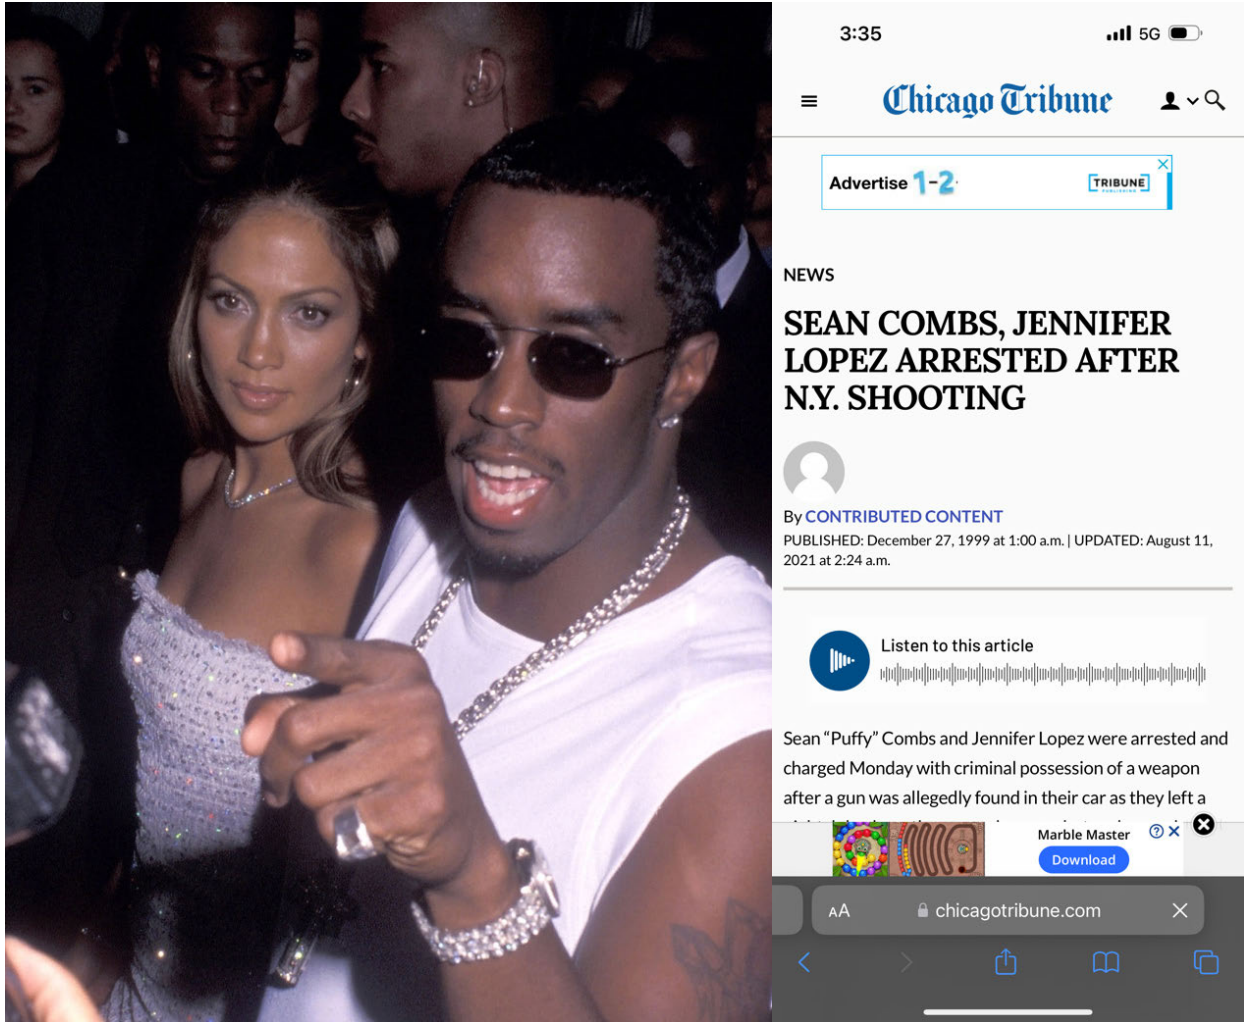 3:35
5G
Chicago Tribune
Advertise 1-2
TRIBUNE
PUBLISHING
NEWS
SEAN COMBS, JENNIFER
LOPEZ ARRESTED AFTER
N.Y. SHOOTING
By CONTRIBUTED CONTENT
PUBLISHED: December 27, 1999 at 1:00 a.m. | UPDATED: August 11,
2021 at 2:24 a.m.
Listen to this article
Sean “Puffy” Combs and Jennifer Lopez were arrested and
charged Monday with criminal possession of a weapon
after a gun was allegedly found in their car as they left a
Marble Master
Download
AA
chicagotribune.com